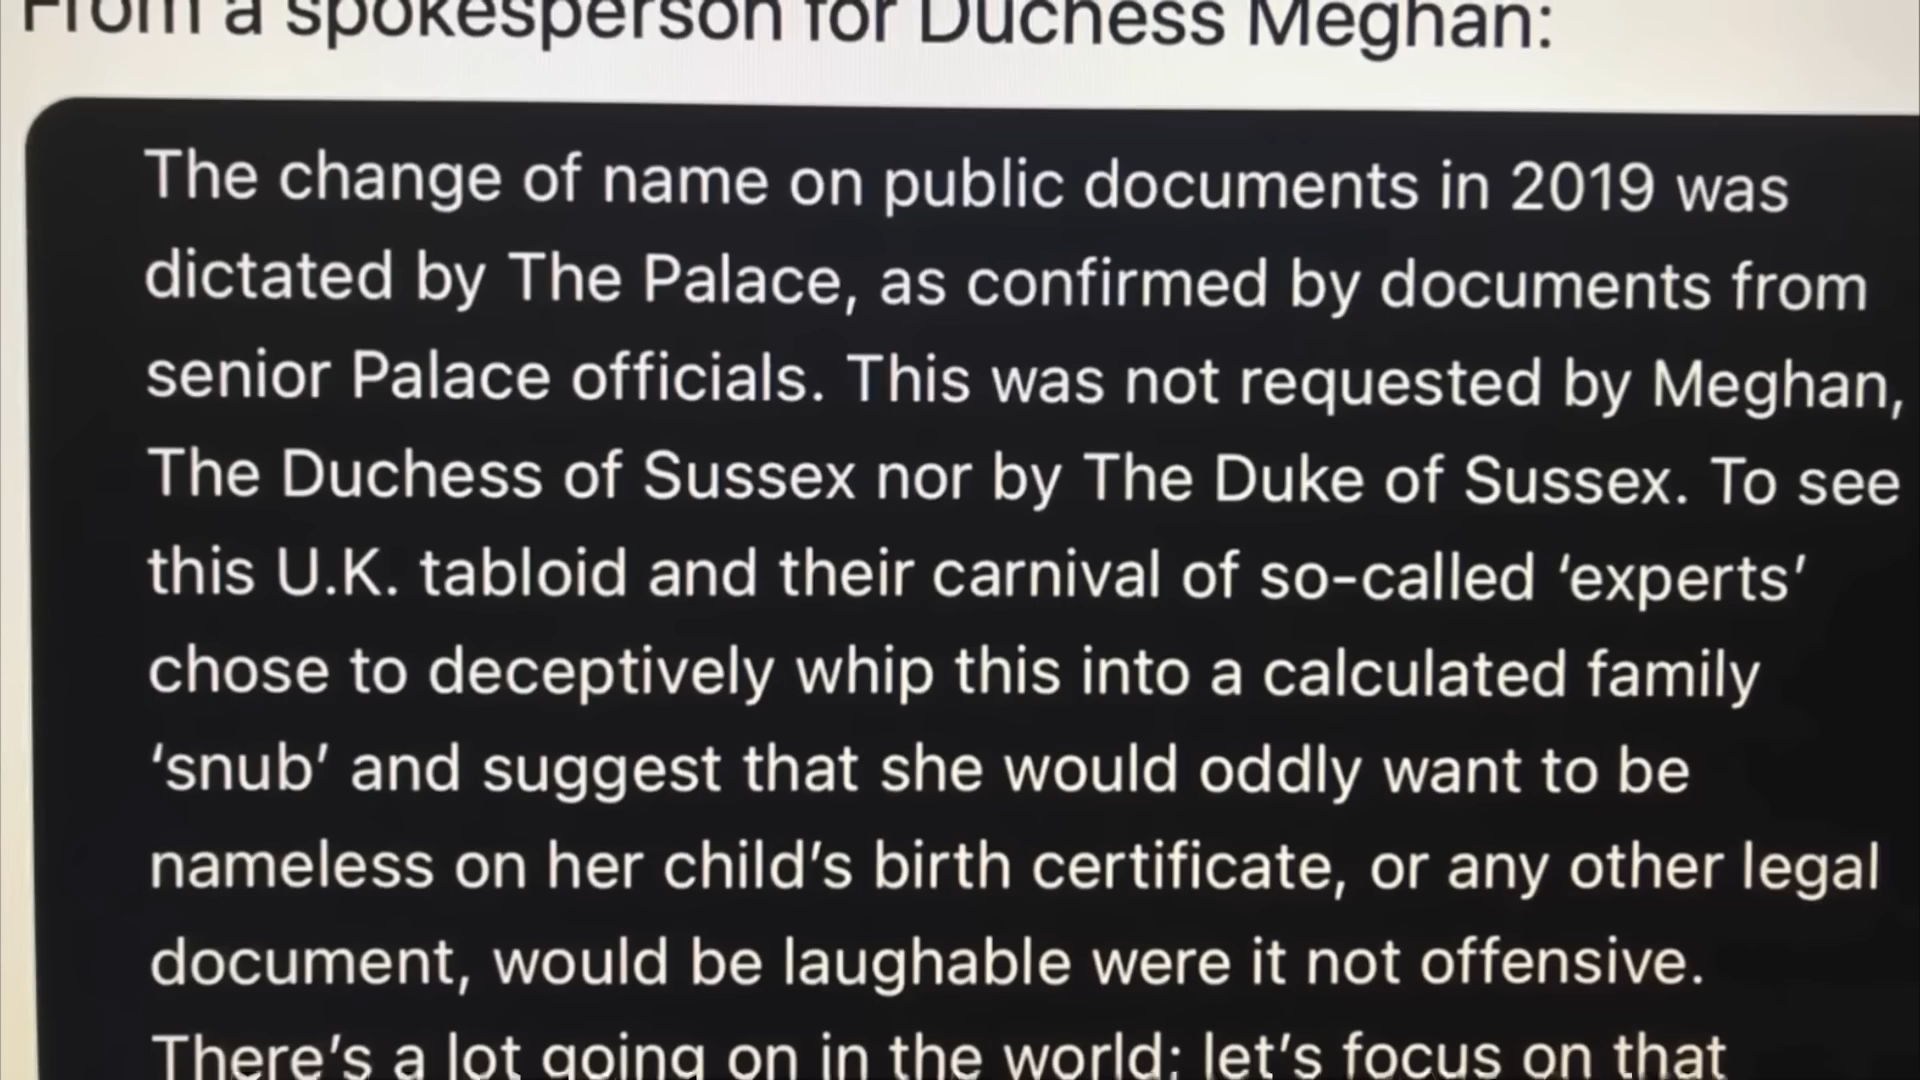 From a spokesperson for Duchess Meghan:
The change of name on public documents in 2019 was
dictated by The Palace, as confirmed by documents from
senior Palace officials. This was not requested by Meghan,
The Duchess of Sussex nor by The Duke of Sussex. To see
this U.K. tabloid and their carnival of so-called ‘experts’
chose to deceptively whip this into a calculated family
‘snub’ and suggest that she would oddly want to be
nameless on her child’s birth certificate, or any other legal
document, would be laughable were it not offensive.
There’s a lot going on in the world; let’s focus on that